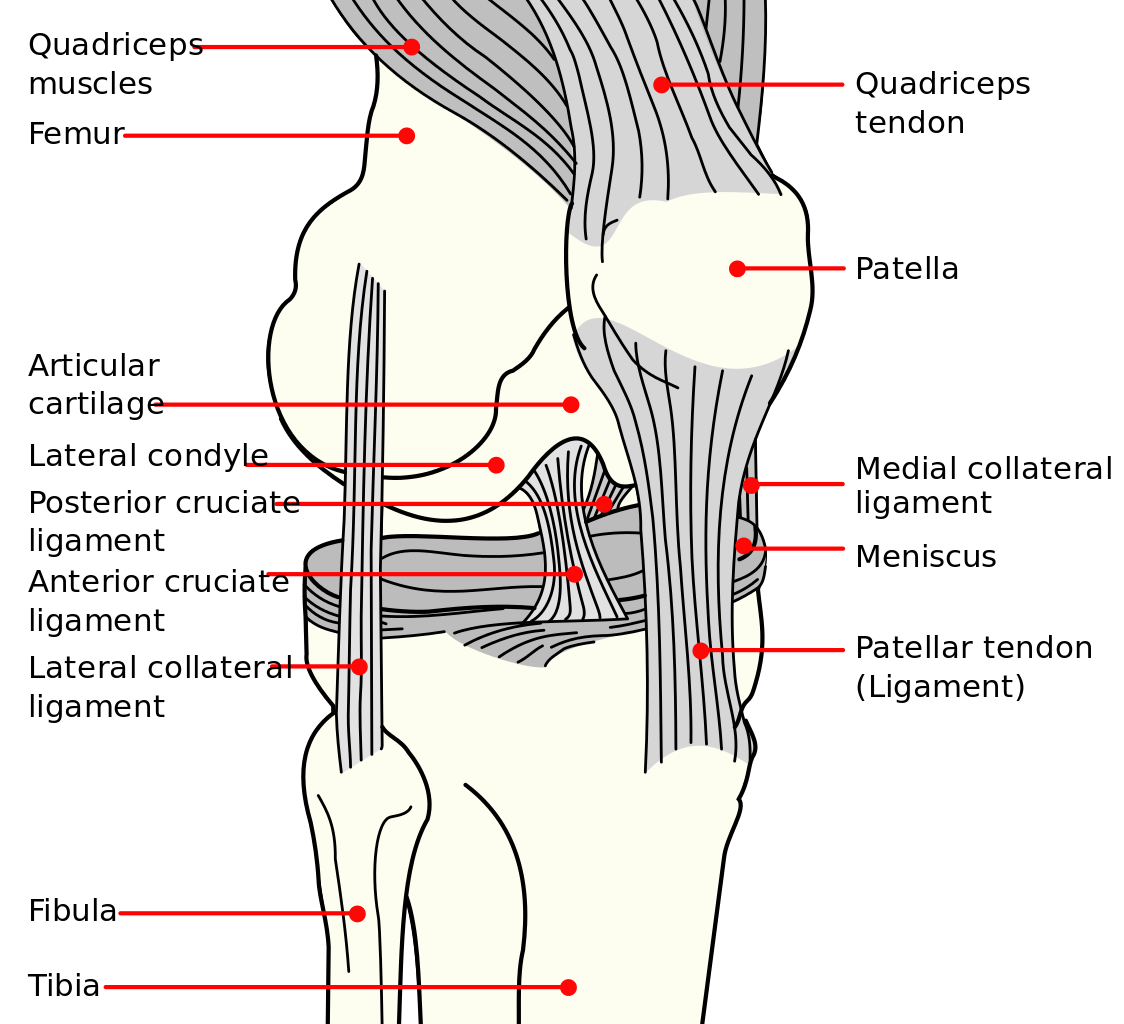 Quadriceps
muscles
Femur
Articular
cartilage
Lateral condyle
Posterior cruciate
ligament
Anterior cruciate
ligament
Lateral collateral
ligament
Fibula
Tibia
Quadriceps
tendon
Patella
Medial collateral
ligament
Meniscus
Patellar tendon
(Ligament)